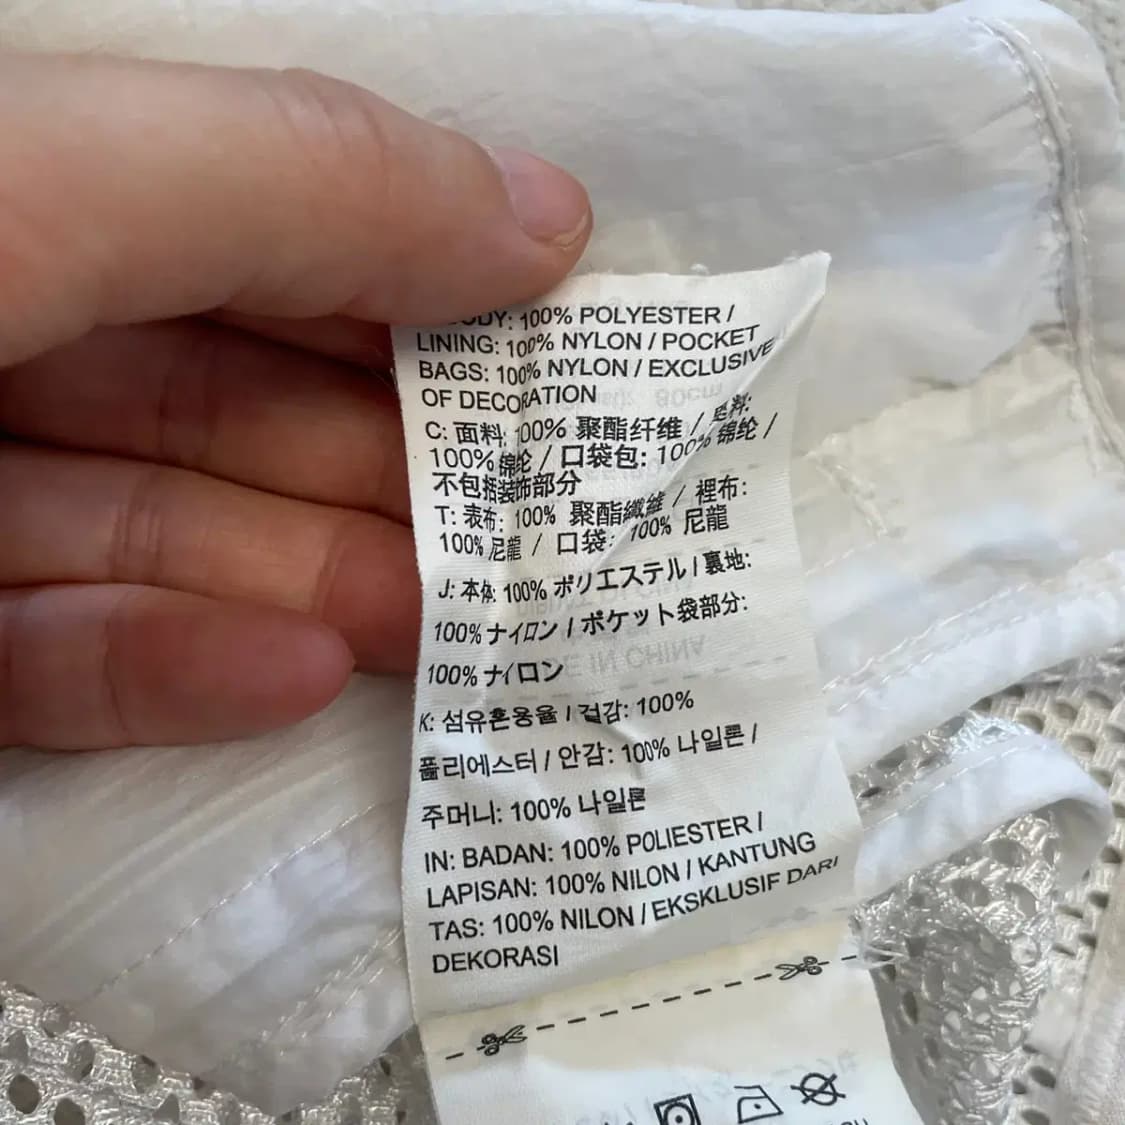 BODY: 100% POLYESTER /
LINING: 100% NYLON / POCKET
BAGS: 100% NYLON / EXCLUSIVE
OF DECORATION
C: 面料: 100% 聚酯纤维 / 里料:
100% 锦纶 / 口袋包: 100% 锦纶 /
不包括装饰部分
T: 表布: 100% 聚酯纖維 / 裡布:
100% 尼龍 / 口袋: 100% 尼龍
J: 本体: 100% ポリエステル / 裏地:
100% ナイロン / ポケット袋部分:
100% ナイロン
K: 섬유혼용율 / 겉감: 100%
폴리에스터 / 안감: 100% 나일론 /
주머니: 100% 나일론
IN: BADAN: 100% POLIESTER /
LAPISAN: 100% NILON / KANTUNG
TAS: 100% NILON / EKSKLUSIF DARI
DEKORASI